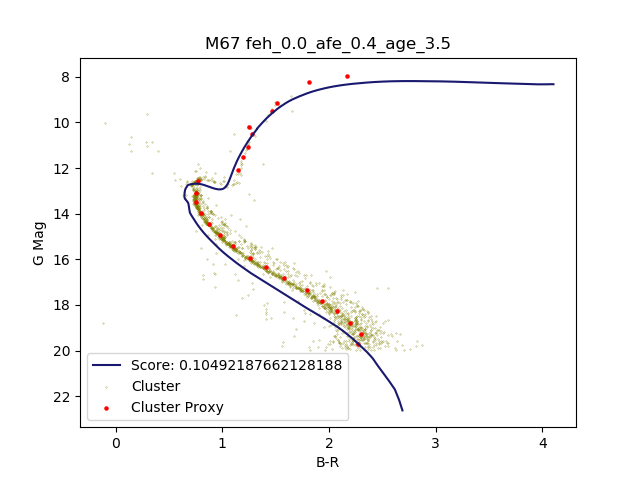 M67 feh_0.0_afe_0.4_age_3.5
8
10
12
14
16
18
20
22
G Mag
Score: 0.10492187662128188
Cluster
Cluster Proxy
0
1
2
3
4
B-R